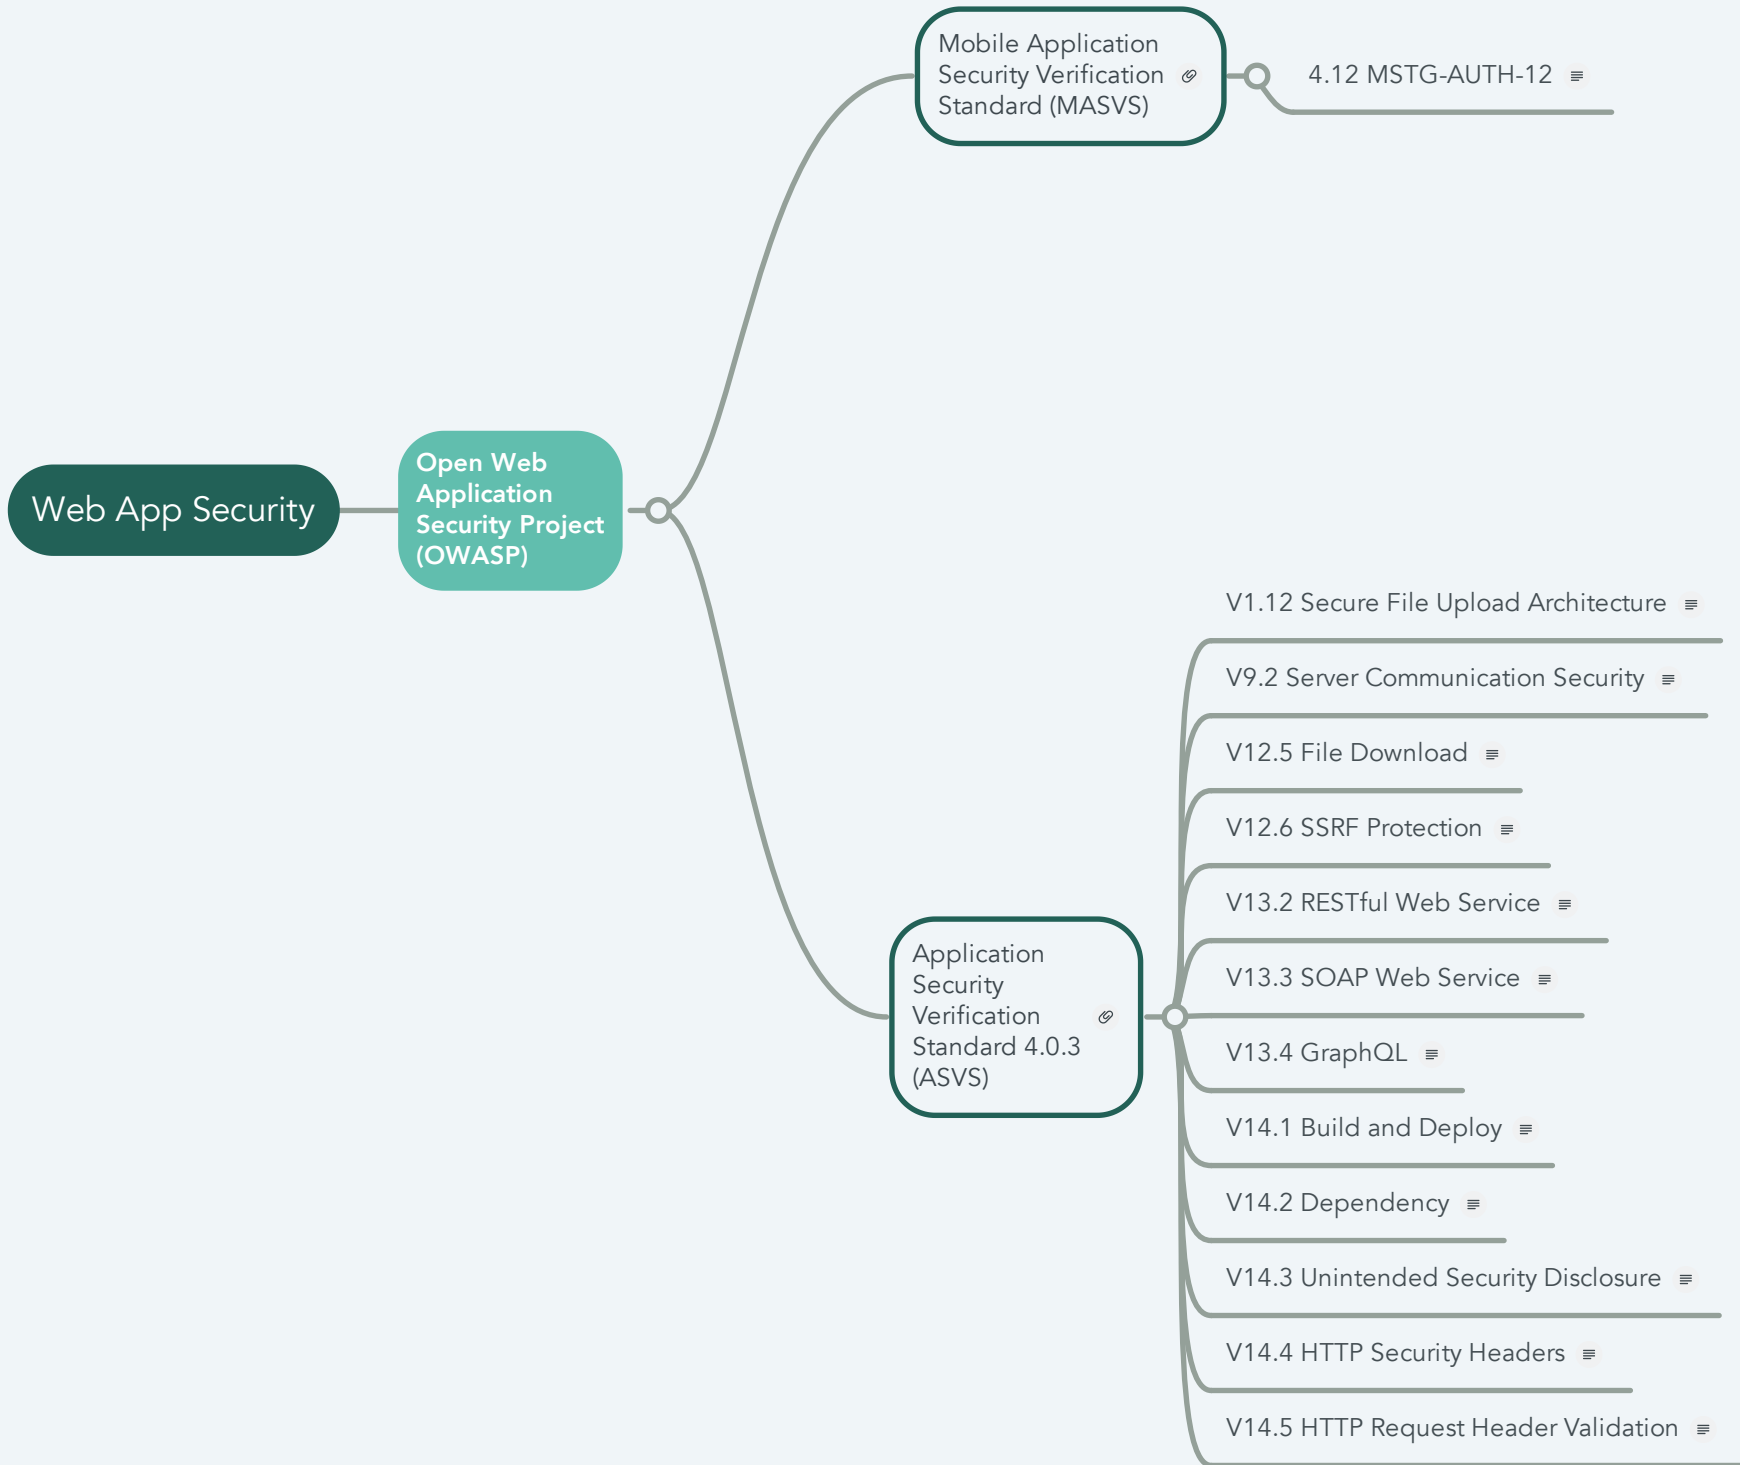 Mobile Application
Security Verification
Standard (MASVS)
4.12 MSTG-AUTH-12
Web App Security
Open Web
Application
Security Project
(OWASP)
Application
Security
Verification
Standard 4.0.3
(ASVS)
V1.12 Secure File Upload Architecture
V9.2 Server Communication Security
V12.5 File Download
V12.6 SSRF Protection
V13.2 RESTful Web Service
V13.3 SOAP Web Service
V13.4 GraphQL
V14.1 Build and Deploy
V14.2 Dependency
V14.3 Unintended Security Disclosure
V14.4 HTTP Security Headers
V14.5 HTTP Request Header Validation